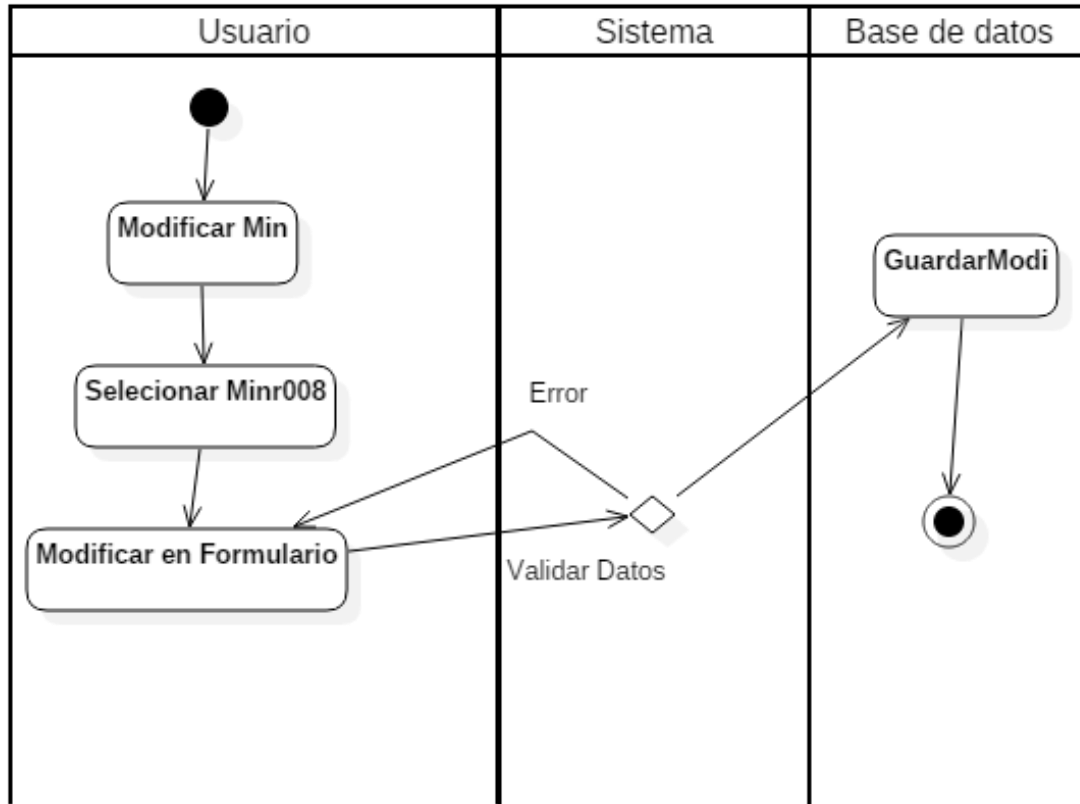 Usuario
Sistema
Base de datos
Modificar Min
GuardarModi
Selecionar Minr008
Error
Modificar en Formulario
Validar Datos